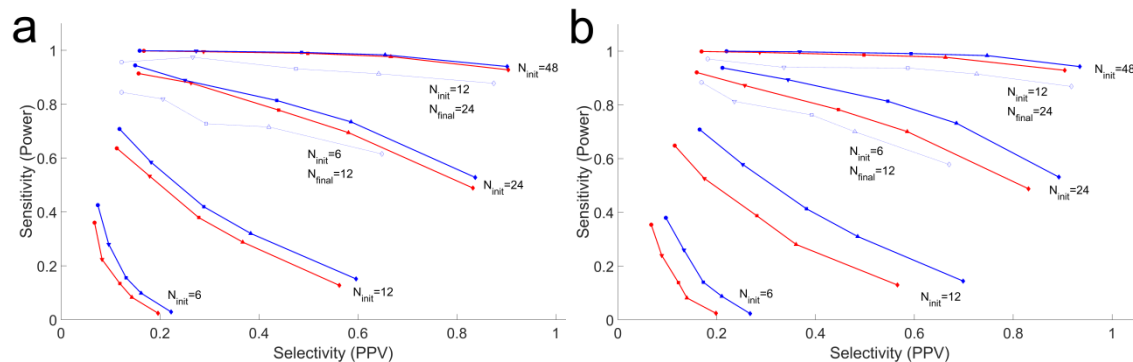 a
Sensitivity (Power)
1
0.8
0.6
0.4
0.2
0
N_init=48
N_init=12
N_final=24
N_init=6
N_final=12
N_init=24
N_init=12
N_init=6
0 0.2 0.4 0.6 0.8 1
Selectivity (PPV)
b
Sensitivity (Power)
1
0.8
0.6
0.4
0.2
0
N_init=48
N_init=12
N_final=24
N_init=6
N_final=12
N_init=24
N_init=12
N_init=6
0 0.2 0.4 0.6 0.8 1
Selectivity (PPV)